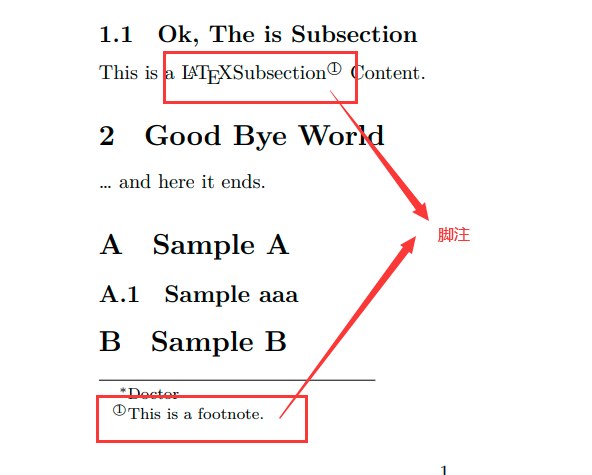 1.1 Ok, The is Subsection
This is a LATEXSubsection① Content.
2 Good Bye World
... and here it ends.
脚注
A Sample A
A.1 Sample aaa
B Sample B
*Doctor
①This is a footnote.
1